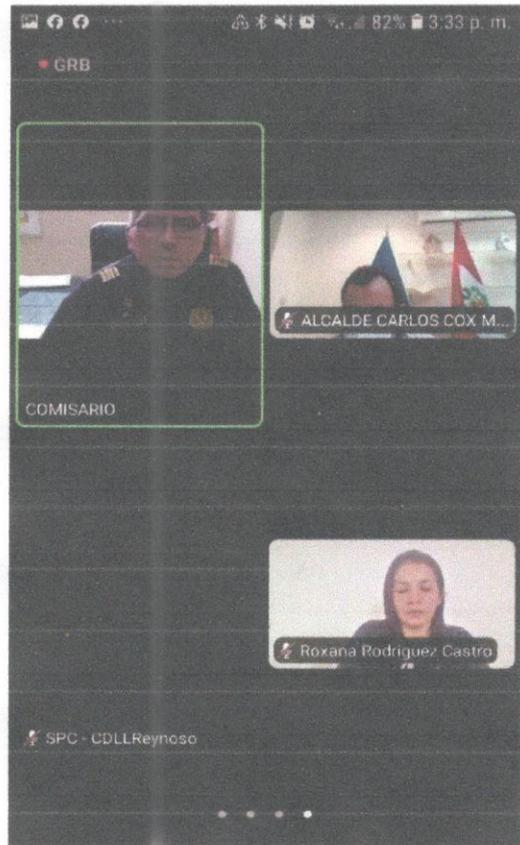 82% 3:33 p. m.
GRB
ALCALDE CARLOS COX M...
COMISARIO
Roxana Rodriguez Castro
SPC - CDLLReynoso